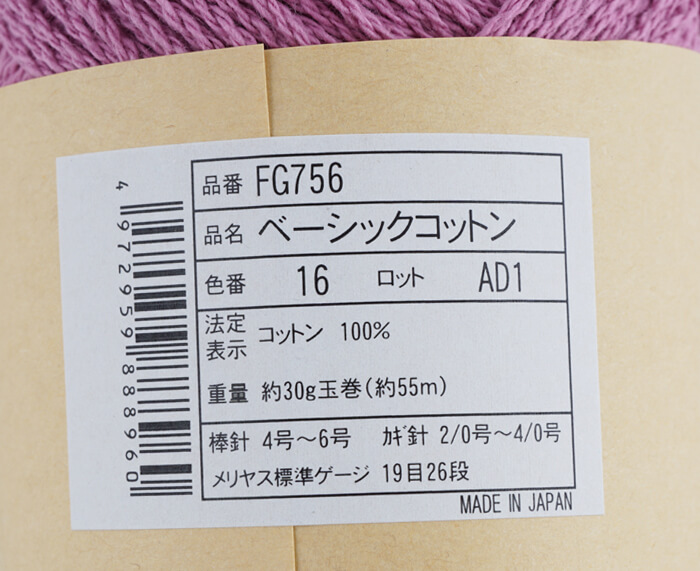 品番 FG756
品名 ベーシックコットン
色番 16 ロット AD1
法定表示 コットン 100%
重量 約30g玉巻(約55m)
棒針 4号～6号 ｶｷﾞ針 2/0号～4/0号
メリヤス標準ゲージ 19目26段
MADE IN JAPAN
4972959888960